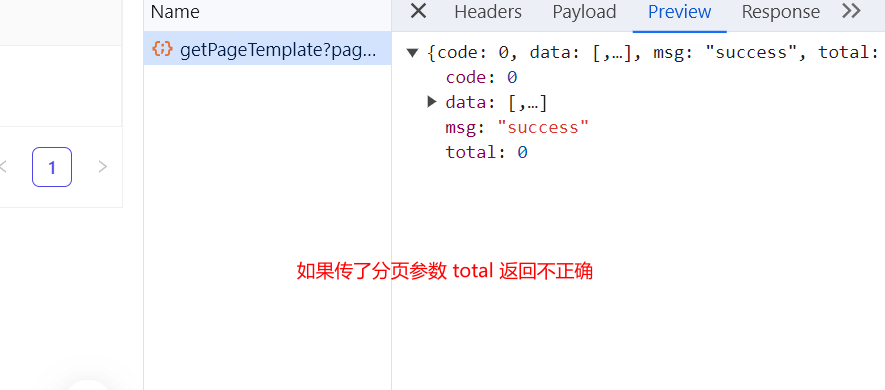 Name
Headers Payload Preview Response
getPageTemplate?pag...
{code: 0, data: [,…], msg: "success", total:
code: 0
data: [,…]
msg: "success"
total: 0
1
如果传了分页参数 total 返回不正确